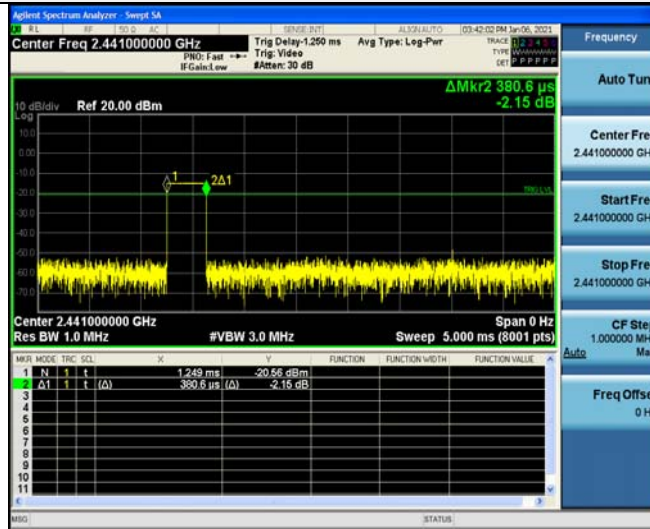 Agilent Spectrum Analyzer - Swept SA
RL RF 50 Ω AC SENSE:INT ALIGN AUTO 03:42:02 PM Jan 06, 2021
Center Freq 2.441000000 GHz
PNO: Fast
IFGain:Low
Trig Delay-1.250 ms
Trig: Video
#Atten: 30 dB
Avg Type: Log-Pwr
TRACE 1 2 3 4 5 6
TYPE
DET P P P P P P
ΔMkr2 380.6 µs
-2.15 dB
10 dB/div Ref 20.00 dBm
Log
10.0
0.00
-10.0
-20.0
-30.0
-40.0
-50.0
-60.0
-70.0
1
2Δ1
TRIG LVL
Center 2.441000000 GHz Span 0 Hz
Res BW 1.0 MHz #VBW 3.0 MHz Sweep 5.000 ms (8001 pts)
MKR MODE TRC SCL X Y FUNCTION FUNCTION WIDTH FUNCTION VALUE
1 N 1 t 1.249 ms -20.56 dBm
2 Δ1 1 t (Δ) 380.6 µs (Δ) -2.15 dB
3
4
5
6
7
8
9
10
11
MSG STATUS
Frequency
Auto Tun
Center Fre
2.441000000 GH
Start Fre
2.441000000 GH
Stop Fre
2.441000000 GH
CF Ste
1.000000 MH
Auto Ma
Freq Offse
0 H